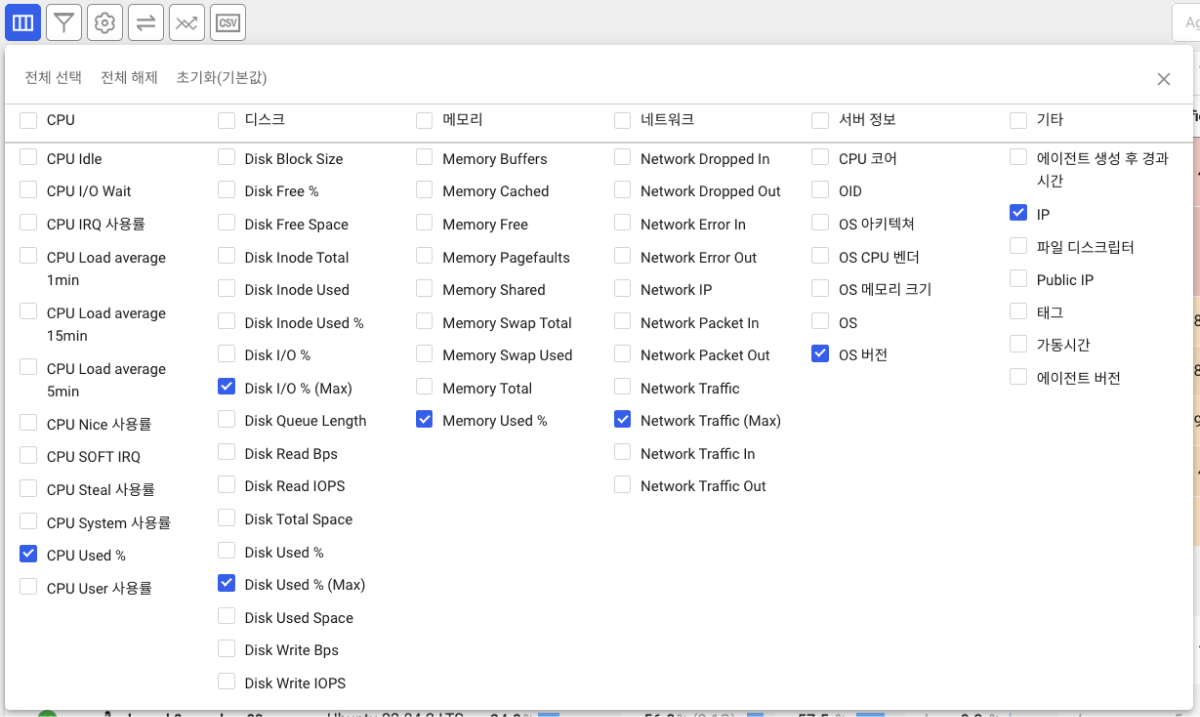 CSV
전체 선택 전체 해제 초기화(기본값)
CPU
CPU Idle
CPU I/O Wait
CPU IRQ 사용률
CPU Load average
1min
CPU Load average
15min
CPU Load average
5min
CPU Nice 사용률
CPU SOFT IRQ
CPU Steal 사용률
CPU System 사용률
CPU Used %
CPU User 사용률
디스크
Disk Block Size
Disk Free %
Disk Free Space
Disk Inode Total
Disk Inode Used
Disk Inode Used %
Disk I/O %
Disk I/O % (Max)
Disk Queue Length
Disk Read Bps
Disk Read IOPS
Disk Total Space
Disk Used %
Disk Used % (Max)
Disk Used Space
Disk Write Bps
Disk Write IOPS
메모리
Memory Buffers
Memory Cached
Memory Free
Memory Pagefaults
Memory Shared
Memory Swap Total
Memory Swap Used
Memory Total
Memory Used %
네트워크
Network Dropped In
Network Dropped Out
Network Error In
Network Error Out
Network IP
Network Packet In
Network Packet Out
Network Traffic
Network Traffic (Max)
Network Traffic In
Network Traffic Out
서버 정보
CPU 코어
OID
OS 아키텍쳐
OS CPU 벤더
OS 메모리 크기
OS
OS 버전
기타
에이전트 생성 후 경과
시간
IP
파일 디스크립터
Public IP
태그
가동시간
에이전트 버전